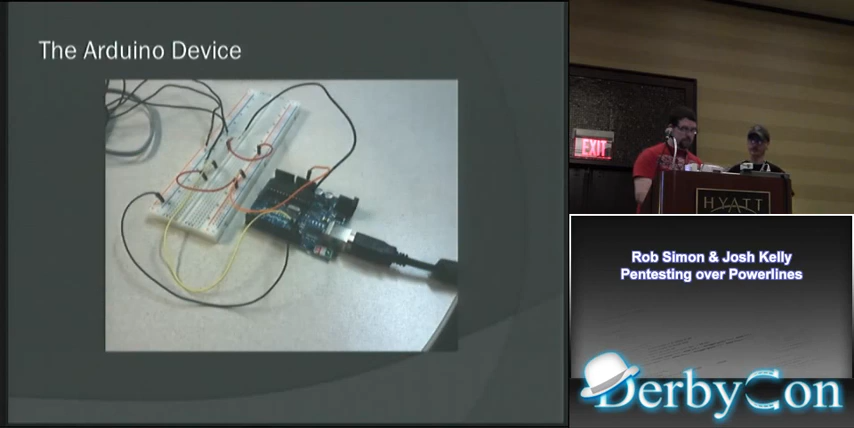 The Arduino Device
EXIT
HYATT
Rob Simon & Josh Kelly
Pentesting over Powerlines
DerbyCon